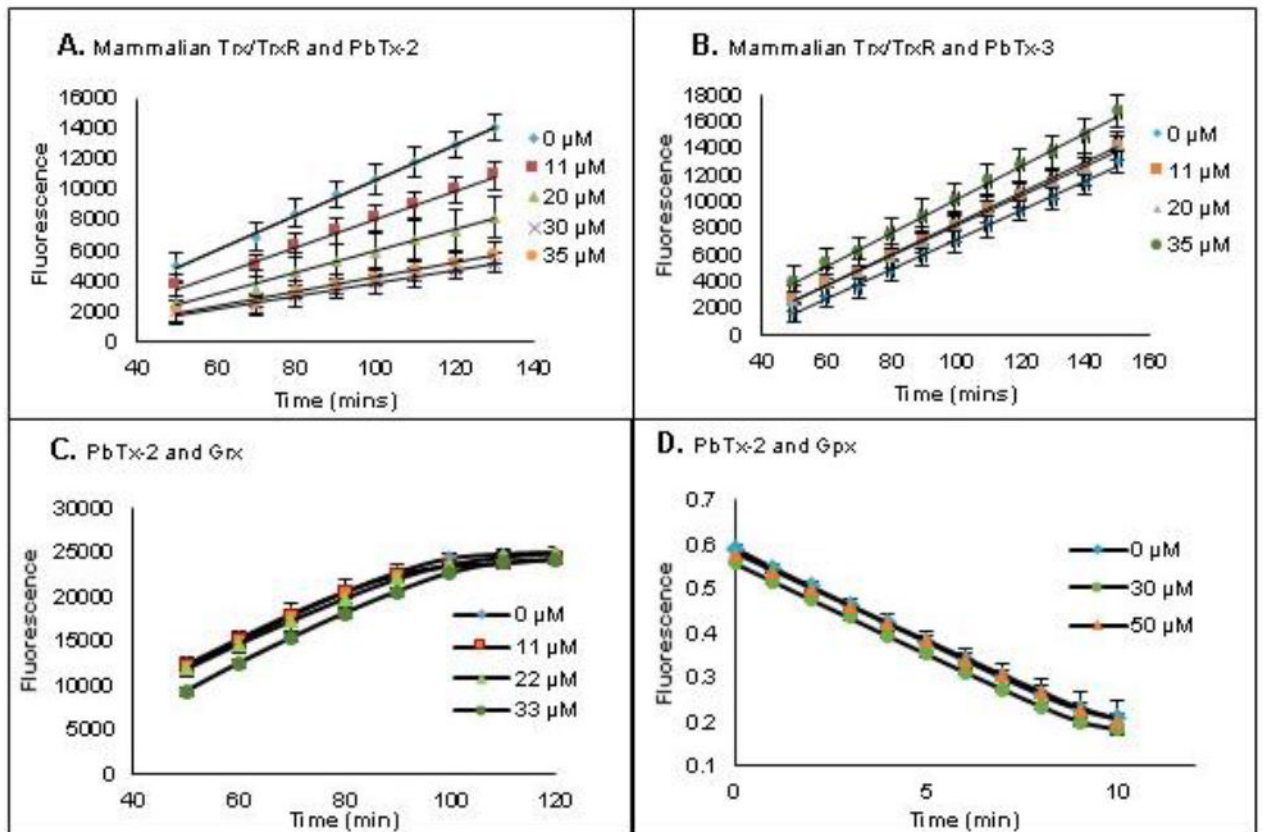 A. Mammalian Trx/TrxR and PbTx-2
16000
14000
12000
10000
8000
6000
4000
2000
0
Fluorescence
40 60 80 100 120 140
Time (mins)
0 µM
11 µM
20 µM
30 µM
35 µM
B. Mammalian Trx/TrxR and PbTx-3
18000
16000
14000
12000
10000
8000
6000
4000
2000
0
Fluorescence
40 60 80 100 120 140 160
Time (mins)
0 µM
11 µM
20 µM
35 µM
C. PbTx-2 and Grx
30000
25000
20000
15000
10000
5000
0
Fluorescence
40 60 80 100 120
Time (min)
0 µM
11 µM
22 µM
33 µM
D. PbTx-2 and Gpx
0.7
0.6
0.5
0.4
0.3
0.2
0.1
Fluorescence
0 5 10
Time (min)
0 µM
30 µM
50 µM